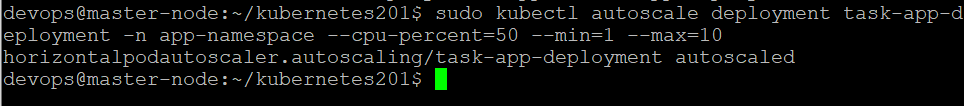 devops@master-node:~/kubernetes201$ sudo kubectl autoscale deployment task-app-d
eployment -n app-namespace --cpu-percent=50 --min=1 --max=10
horizontalpodautoscaler.autoscaling/task-app-deployment autoscaled
devops@master-node:~/kubernetes201$